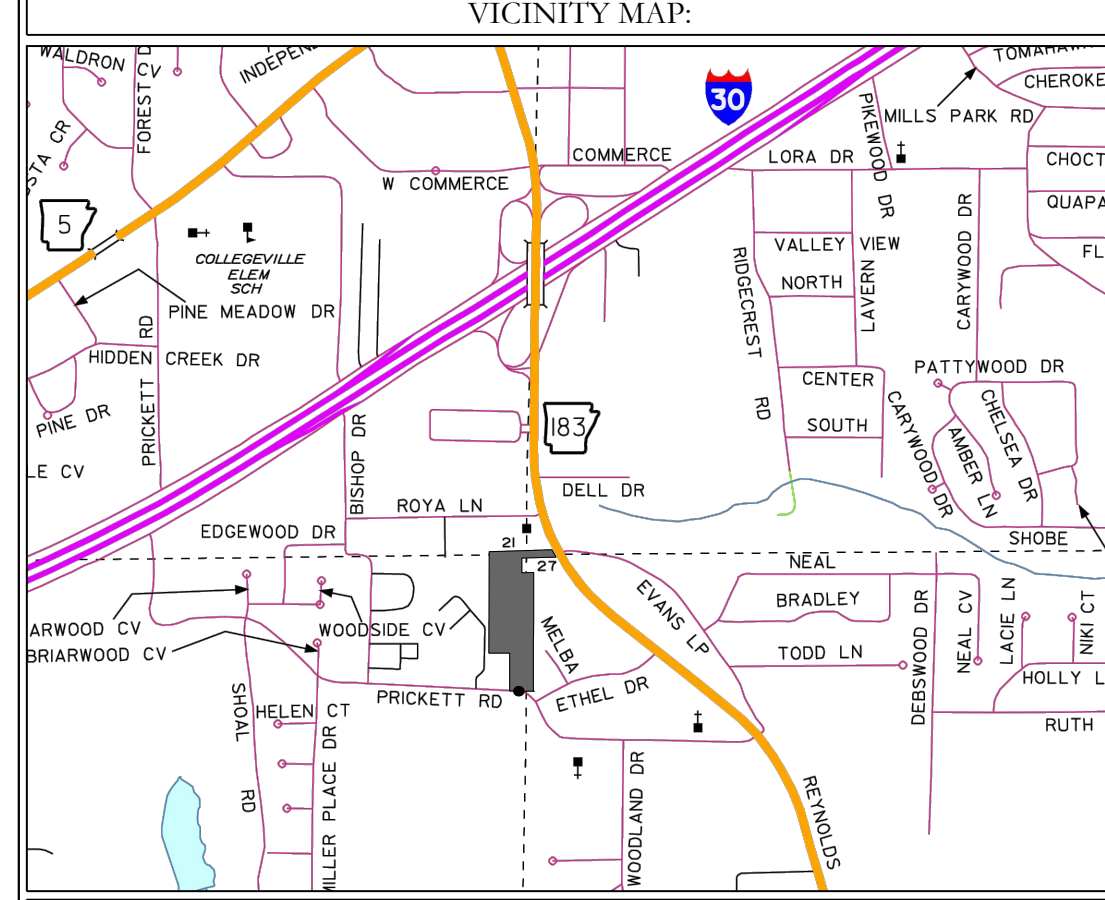 VICINITY MAP:
WALDRON
CV
FOREST D
INDEPEN
30
TOMAHAW
CHEROKE
MILLS PARK RD
PIKEWOOD DR
STA CR
COMMERCE
LORA DR
CHOCT
W COMMERCE
QUAPA
5
COLLEGEVILLE
ELEM
SCH
VALLEY VIEW
FL
RIDGECREST RD
LAVERN
CARYWOOD DR
NORTH
PINE MEADOW DR
PRICKETT RD
HIDDEN CREEK DR
PATTYWOOD DR
CENTER
PINE DR
183
SOUTH
CARYWOOD DR
AMBER LN
CHELSEA DR
LE CV
BISHOP DR
DELL DR
ROYA LN
EDGEWOOD DR
SHOBE
21
27
NEAL
EVANS LP
BRADLEY
ARWOOD CV
WOODSIDE CV
MELBA
DEBSWOOD DR
NEAL CV
LACIE LN
NIKI CT
BRIARWOOD CV
TODD LN
HOLLY L
SHOAL RD
PRICKETT RD
ETHEL DR
HELEN CT
RUTH
MILLER PLACE DR
WOODLAND DR
REYNOLDS